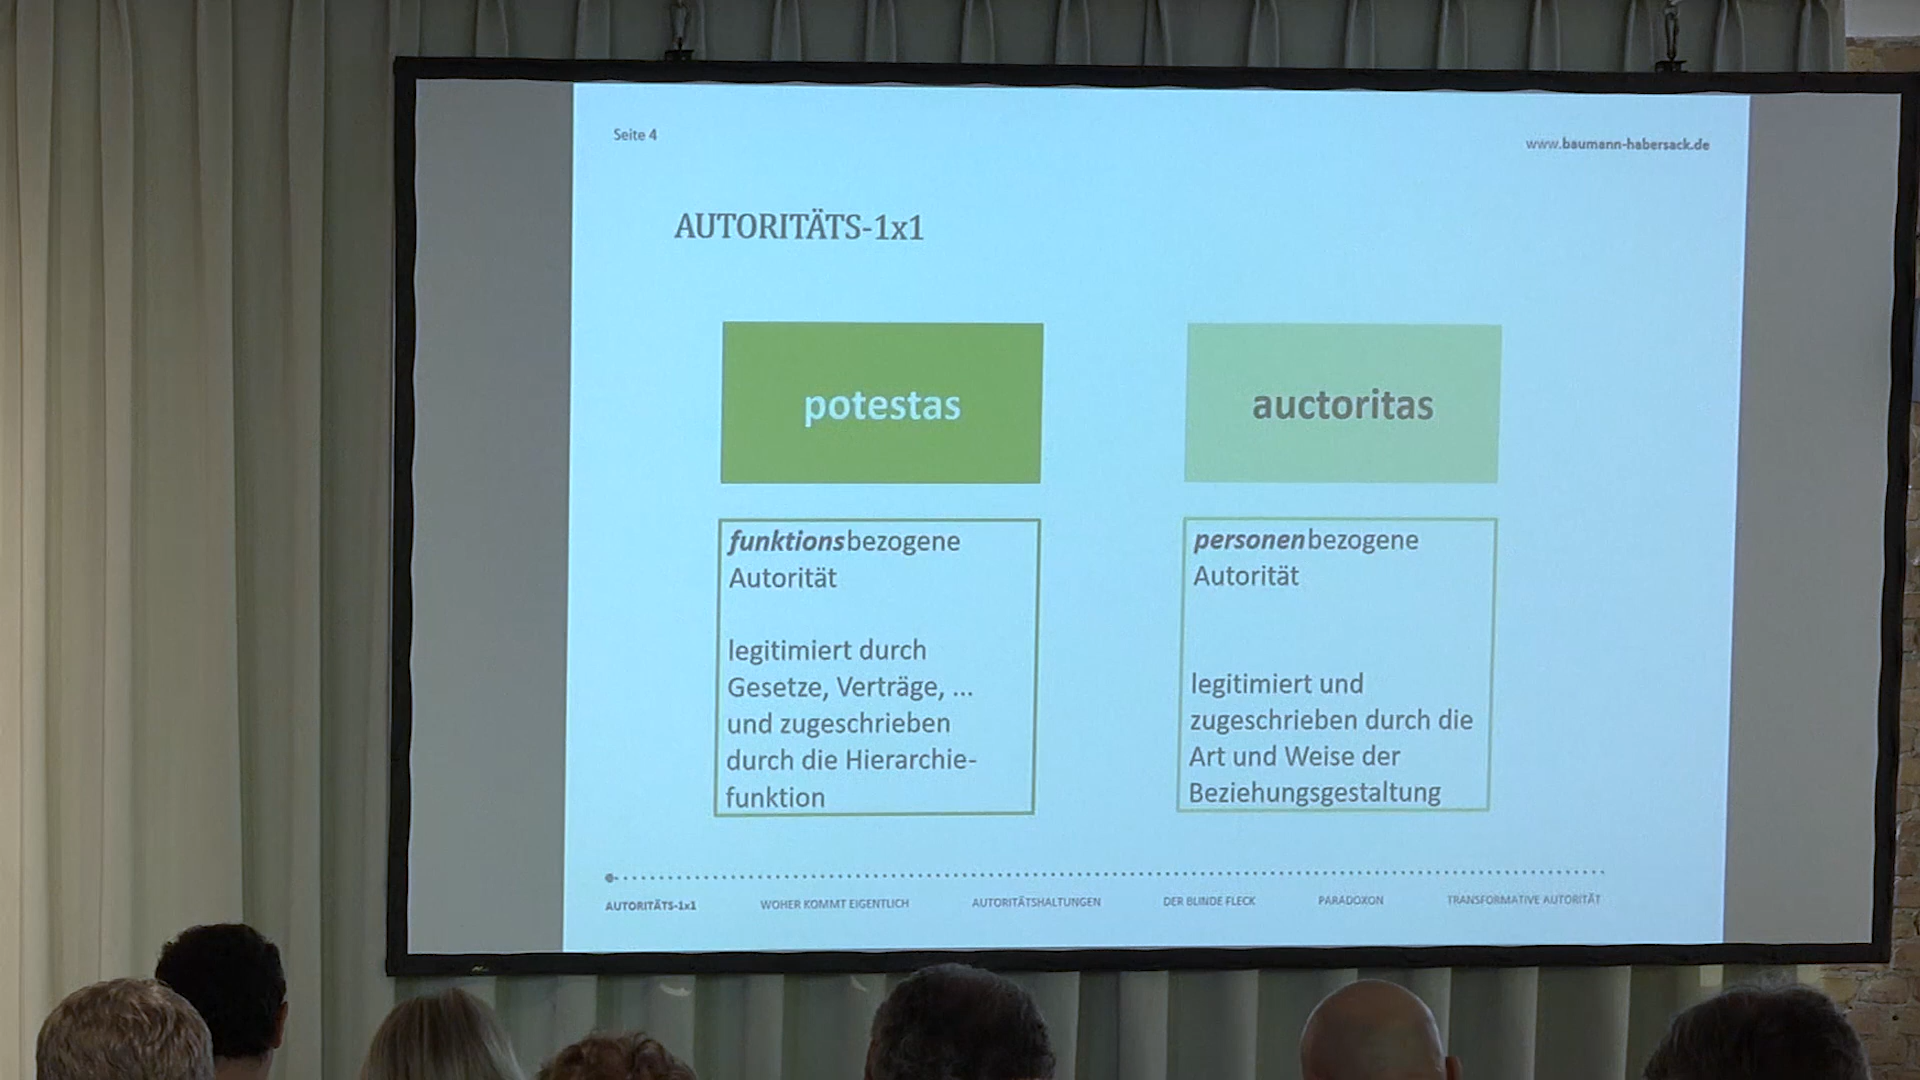 Seite 4
www.baumann-habersack.de
AUTORITÄTS-1x1
potestas
auctoritas
funktionsbezogene
Autorität
legitimiert durch
Gesetze, Verträge, ...
und zugeschrieben
durch die Hierarchie-
funktion
personenbezogene
Autorität
legitimiert und
zugeschrieben durch die
Art und Weise der
Beziehungsgestaltung
AUTORITÄTS-1x1
WOHER KOMMT EIGENTLICH
AUTORITÄTSHALTUNGEN
DER BLINDE FLECK
PARADOXON
TRANSFORMATIVE AUTORITÄT